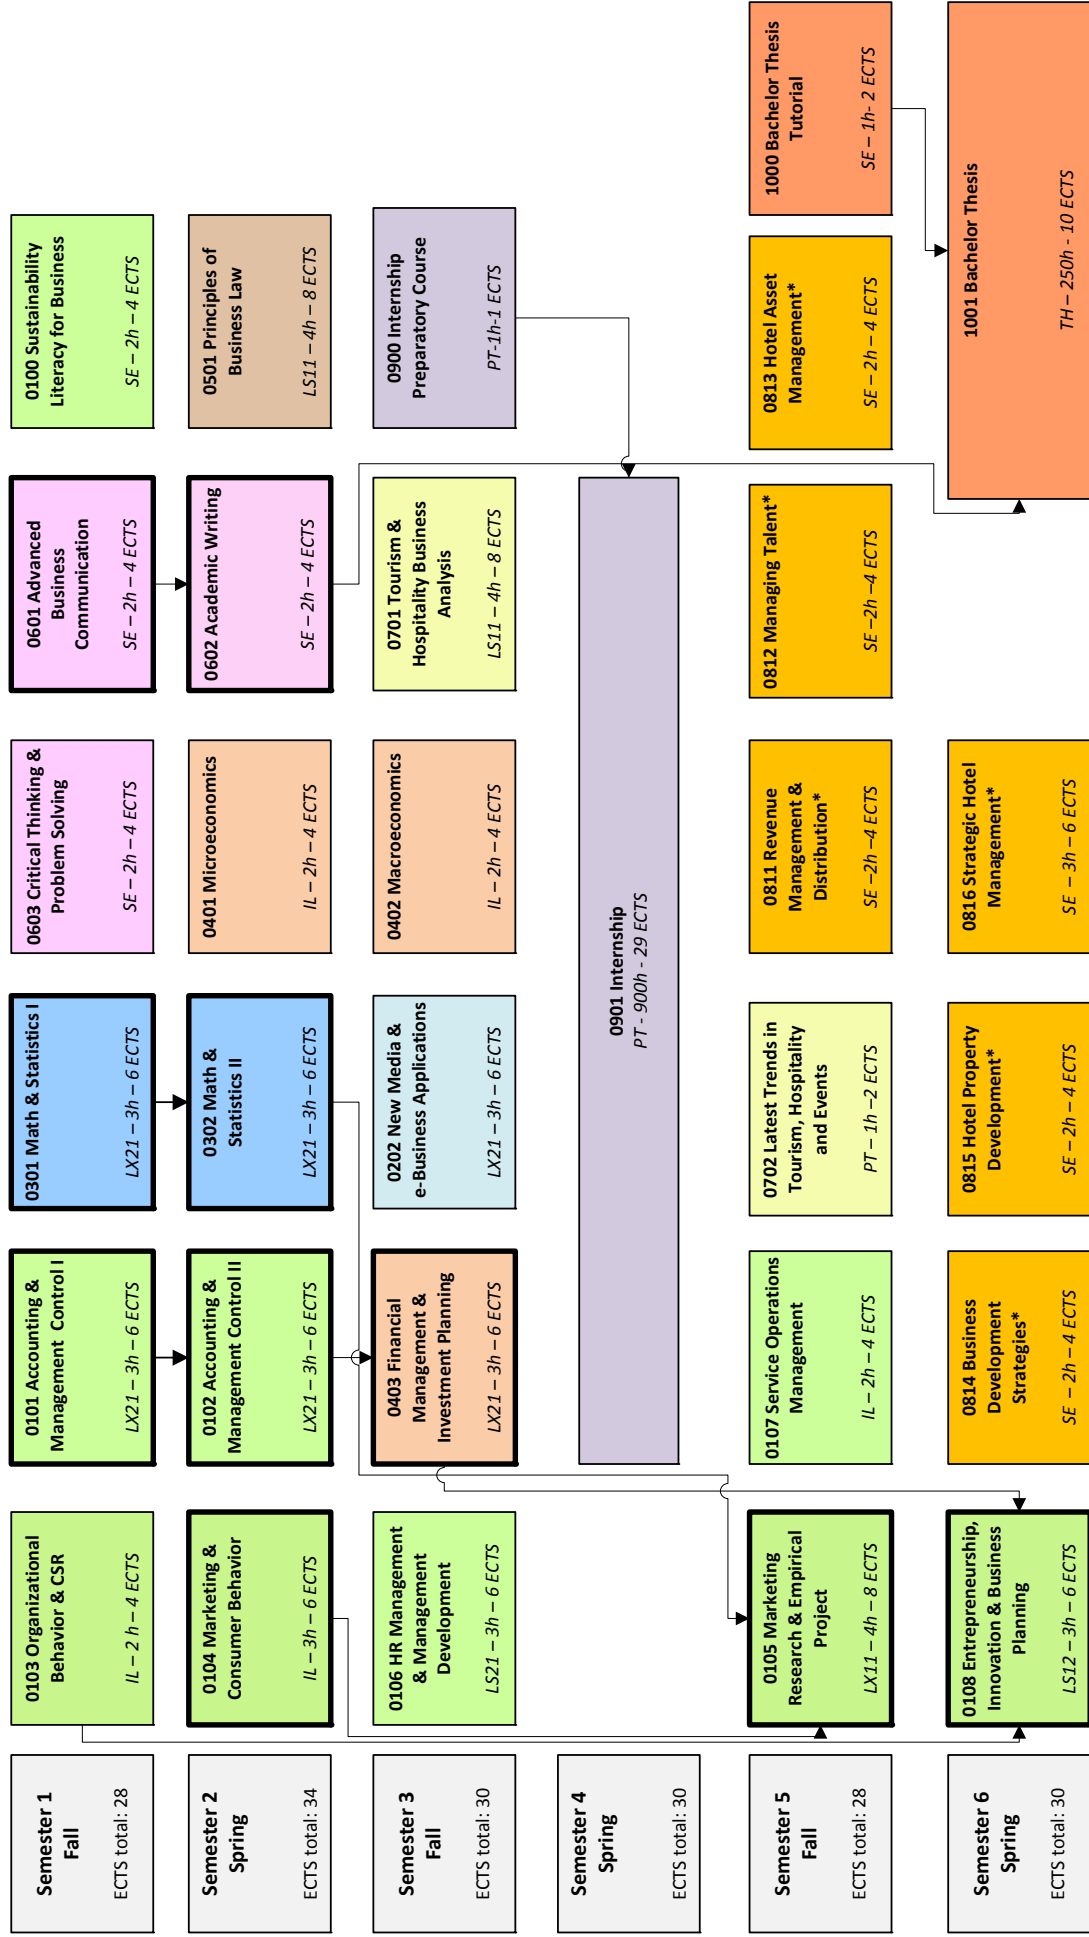 Semester 1
Fall
ECTS total: 28
0103 Organizational
Behavior & CSR
IL – 2 h – 4 ECTS
0101 Accounting &
Management Control I
LX21 – 3h – 6 ECTS
0301 Math & Statistics I
LX21 – 3h – 6 ECTS
0603 Critical Thinking &
Problem Solving
SE – 2h – 4 ECTS
0601 Advanced
Business
Communication
SE – 2h – 4 ECTS
0100 Sustainability
Literacy for Business
SE – 2h – 4 ECTS
Semester 2
Spring
ECTS total: 34
0104 Marketing &
Consumer Behavior
IL – 3h – 6 ECTS
0102 Accounting &
Management Control II
LX21 – 3h – 6 ECTS
0302 Math &
Statistics II
LX21 – 3h – 6 ECTS
0401 Microeconomics
IL – 2h – 4 ECTS
0602 Academic Writing
SE – 2h – 4 ECTS
0501 Principles of
Business Law
LS11 – 4h – 8 ECTS
Semester 3
Fall
ECTS total: 30
0106 HR Management
& Management
Development
LS21 – 3h – 6 ECTS
0403 Financial
Management &
Investment Planning
LX21 – 3h – 6 ECTS
0202 New Media &
e-Business Applications
LX21 – 3h – 6 ECTS
0402 Macroeconomics
IL – 2h – 4 ECTS
0701 Tourism &
Hospitality Business
Analysis
LS11 – 4h – 8 ECTS
0900 Internship
Preparatory Course
PT-1h-1 ECTS
Semester 4
Spring
ECTS total: 30
0901 Internship
PT - 900h - 29 ECTS
Semester 5
Fall
ECTS total: 28
0105 Marketing
Research & Empirical
Project
LX11 – 4h – 8 ECTS
0107 Service Operations
Management
IL – 2h – 4 ECTS
0702 Latest Trends in
Tourism, Hospitality
and Events
PT – 1h –2 ECTS
0811 Revenue
Management &
Distribution*
SE –2h –4 ECTS
0812 Managing Talent*
SE –2h –4 ECTS
0813 Hotel Asset
Management*
SE – 2h – 4 ECTS
1000 Bachelor Thesis
Tutorial
SE – 1h- 2 ECTS
Semester 6
Spring
ECTS total: 30
0108 Entrepreneurship,
Innovation & Business
Planning
LS12 – 3h – 6 ECTS
0814 Business
Development
Strategies*
SE – 2h – 4 ECTS
0815 Hotel Property
Development*
SE – 2h – 4 ECTS
0816 Strategic Hotel
Management*
SE – 3h – 6 ECTS
1001 Bachelor Thesis
TH – 250h - 10 ECTS